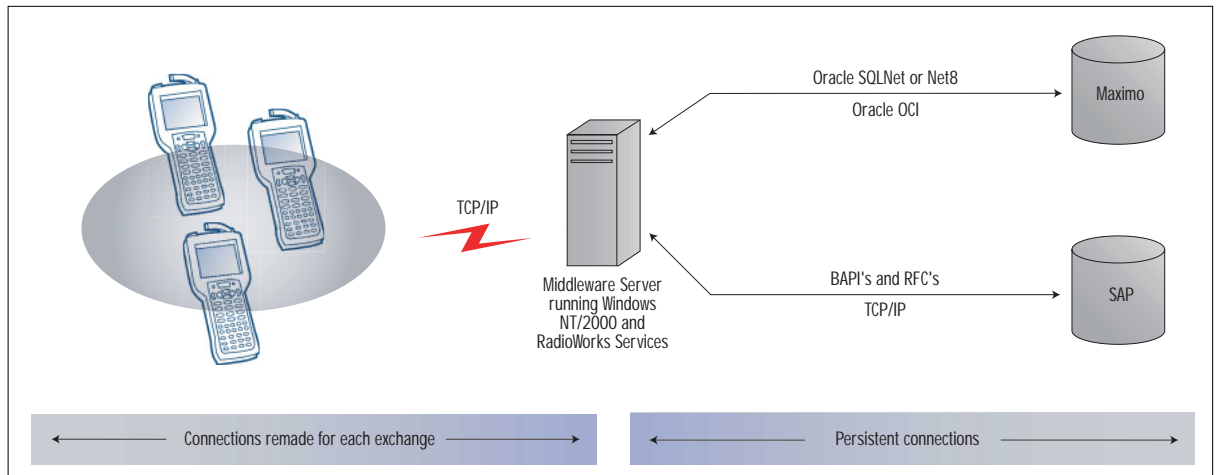 Oracle SQLNet or Net8
Oracle OCI
Maximo
TCP/IP
Middleware Server
running Windows
NT/2000 and
RadioWorks Services
BAPI's and RFC's
TCP/IP
SAP
Connections remade for each exchange
Persistent connections